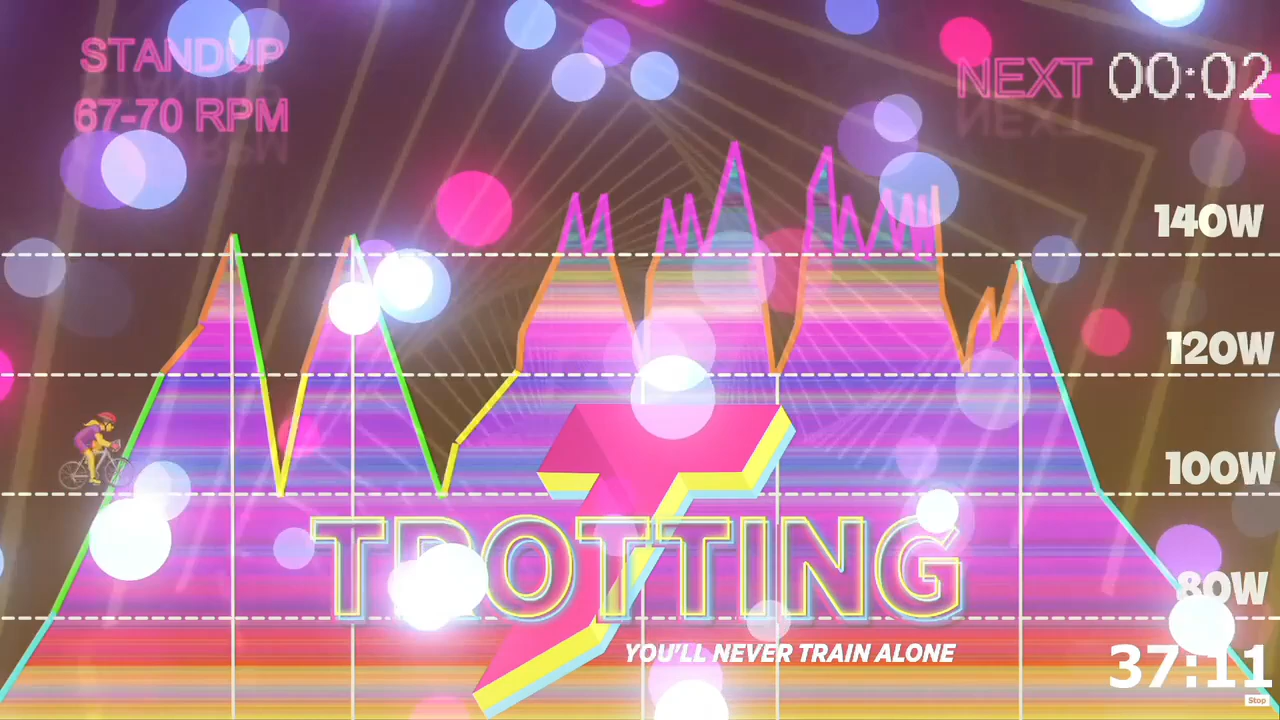 STANDUP
67-70 RPM
NEXT 00:02
140W
120W
100W
80W
TROTTING
YOU'LL NEVER TRAIN ALONE
37:11
Stop